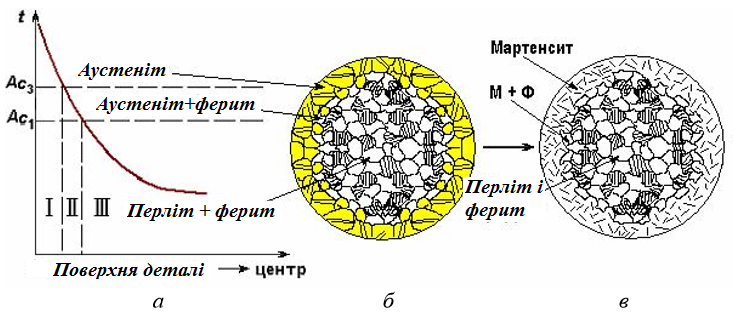 t
Ac3
Ac1
I II III
Поверхня деталі → центр
а
Аустеніт
Аустеніт+ферит
Перліт + ферит
б
Мартенсит
М + Ф
Перліт і
ферит
в